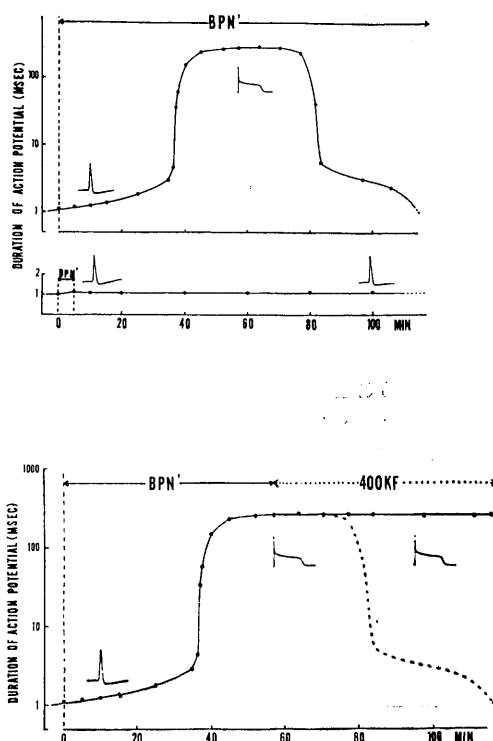 BPN'
DURATION OF ACTION POTENTIAL (MSEC)
100
10
1
BPN'
2
1
0 20 40 60 80 100 MIN
BPN' 400KF
DURATION OF ACTION POTENTIAL (MSEC)
1000
100
10
1
0 20 40 60 80 100 MIN